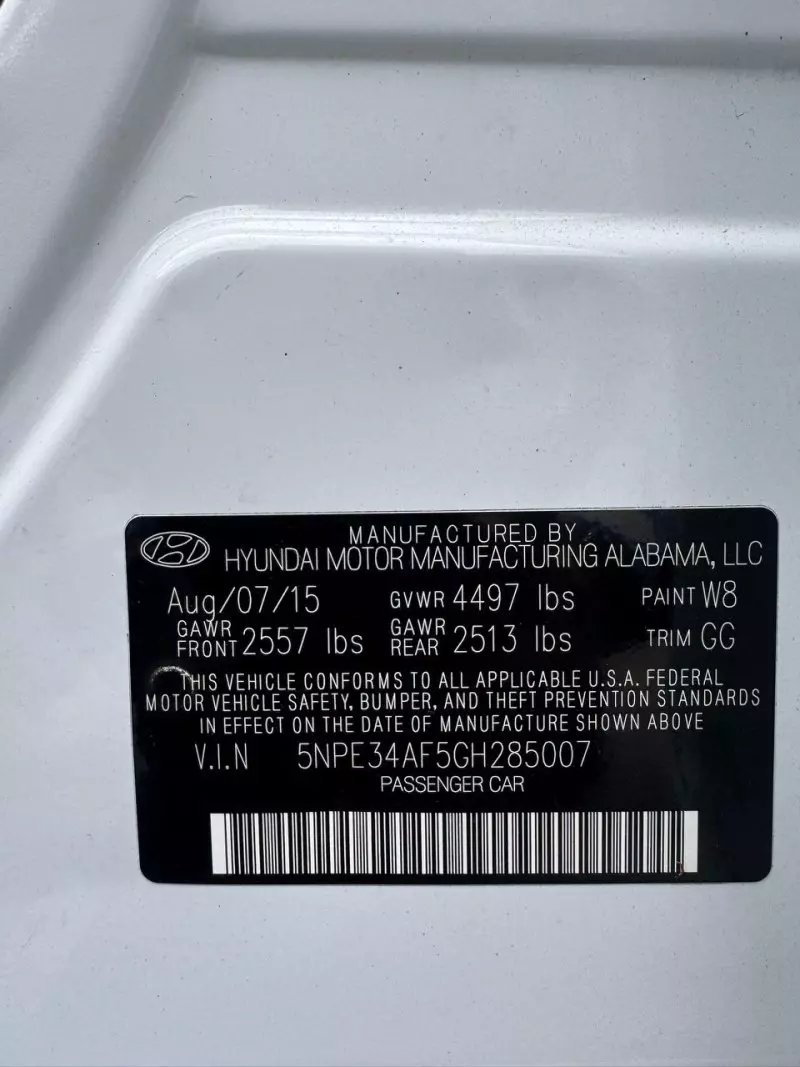 MANUFACTURED BY
HYUNDAI MOTOR MANUFACTURING ALABAMA, LLC
Aug/07/15 GVWR 4497 lbs PAINT W8
GAWR FRONT 2557 lbs GAWR REAR 2513 lbs TRIM GG
THIS VEHICLE CONFORMS TO ALL APPLICABLE U.S.A. FEDERAL
MOTOR VEHICLE SAFETY, BUMPER, AND THEFT PREVENTION STANDARDS
IN EFFECT ON THE DATE OF MANUFACTURE SHOWN ABOVE
V.I.N 5NPE34AF5GH285007
PASSENGER CAR